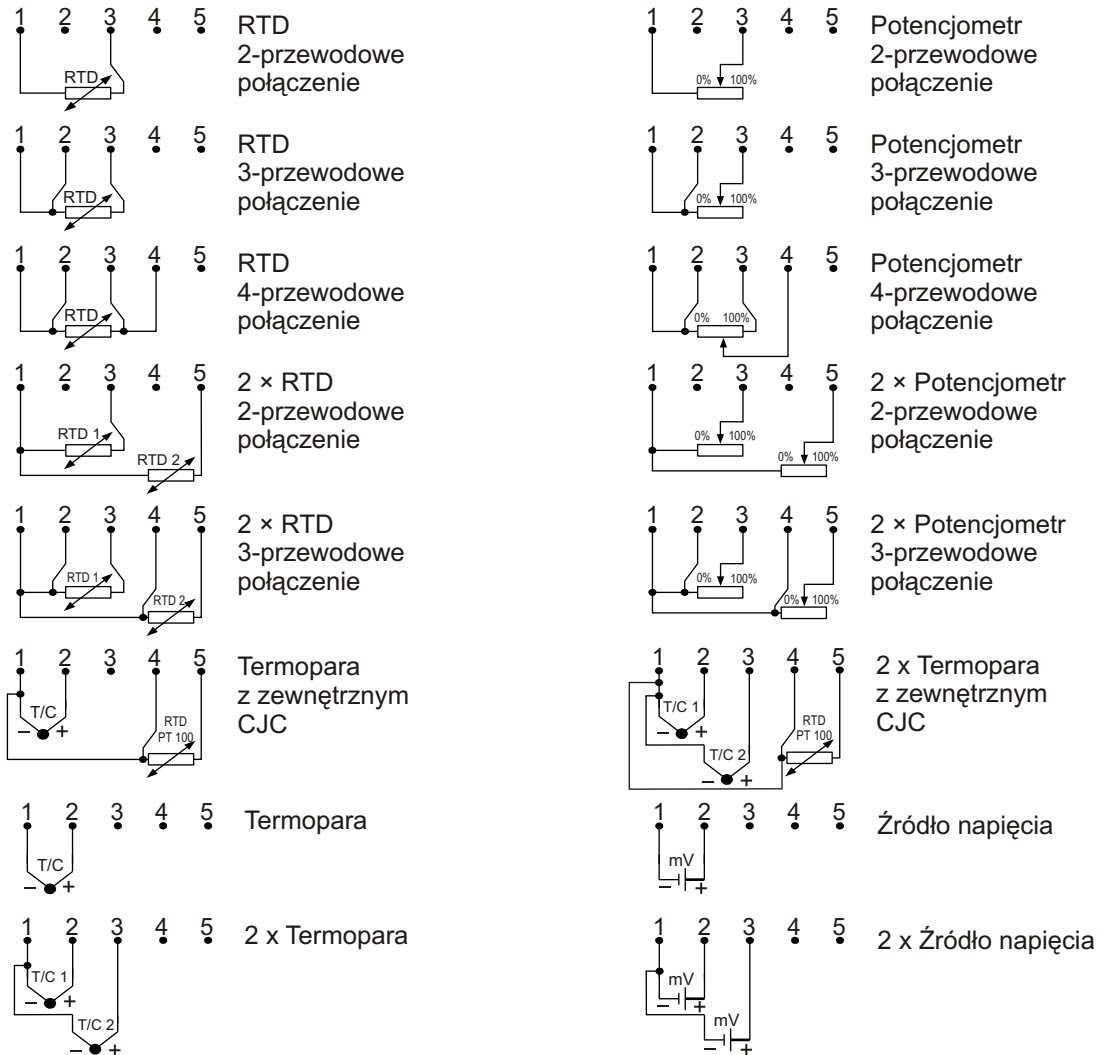 1 2 3 4 5
RTD
RTD
2-przewodowe
połączenie
1 2 3 4 5
0% 100%
Potencjometr
2-przewodowe
połączenie
1 2 3 4 5
RTD
RTD
3-przewodowe
połączenie
1 2 3 4 5
0% 100%
Potencjometr
3-przewodowe
połączenie
1 2 3 4 5
RTD
RTD
4-przewodowe
połączenie
1 2 3 4 5
0% 100%
Potencjometr
4-przewodowe
połączenie
1 2 3 4 5
RTD 1
RTD 2
2 × RTD
2-przewodowe
połączenie
1 2 3 4 5
0% 100%
0% 100%
2 × Potencjometr
2-przewodowe
połączenie
1 2 3 4 5
RTD 1
RTD 2
2 × RTD
3-przewodowe
połączenie
1 2 3 4 5
0% 100%
0% 100%
2 × Potencjometr
3-przewodowe
połączenie
1 2 3 4 5
T/C
– +
RTD
PT 100
Termopara
z zewnętrznym
CJC
1 2 3 4 5
T/C 1
– +
T/C 2
– +
RTD
PT 100
2 x Termopara
z zewnętrznym
CJC
1 2 3 4 5
T/C
– +
Termopara
1 2 3 4 5
mV
– +
Źródło napięcia
1 2 3 4 5
T/C 1
– +
T/C 2
– +
2 x Termopara
1 2 3 4 5
mV
– +
mV
– +
2 x Źródło napięcia